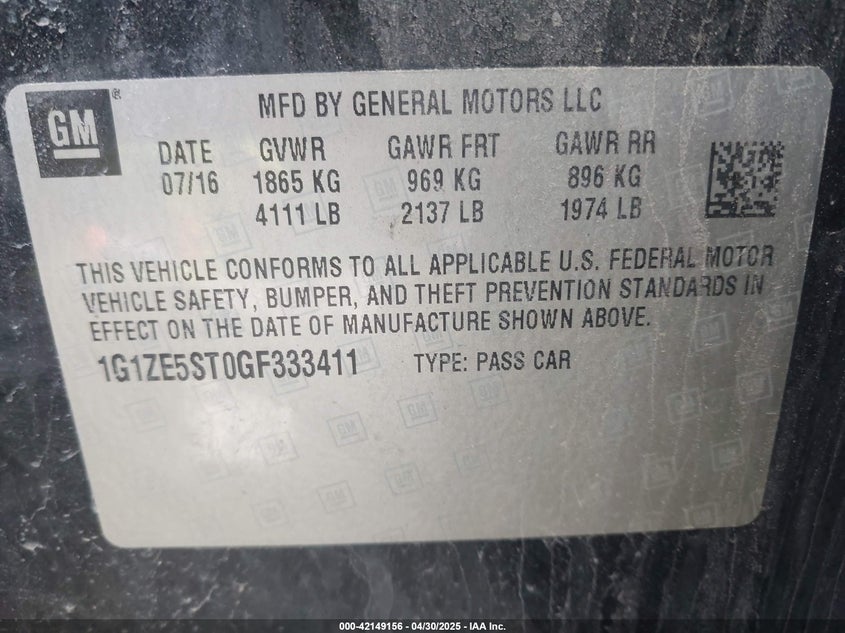 GM
MFD BY GENERAL MOTORS LLC
DATE GVWR GAWR FRT GAWR RR
07/16 1865 KG 969 KG 896 KG
4111 LB 2137 LB 1974 LB
THIS VEHICLE CONFORMS TO ALL APPLICABLE U.S. FEDERAL MOTOR
VEHICLE SAFETY, BUMPER, AND THEFT PREVENTION STANDARDS IN
EFFECT ON THE DATE OF MANUFACTURE SHOWN ABOVE.
1G1ZE5ST0GF333411 TYPE: PASS CAR
000-42149156 - 04/30/2025 - IAA Inc.